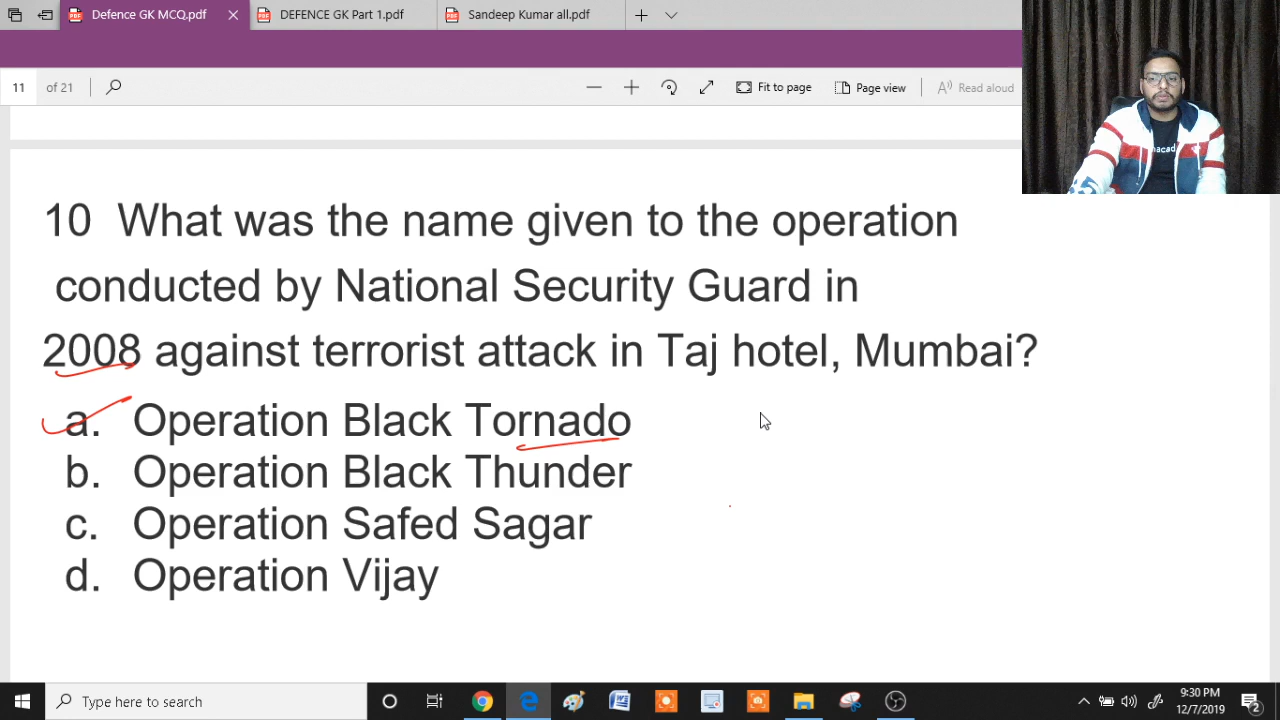 Defence GK MCQ.pdf
DEFENCE GK Part 1.pdf
Sandeep Kumar all.pdf
11 of 21
Fit to page
Page view
Read aloud
10 What was the name given to the operation
conducted by National Security Guard in
2008 against terrorist attack in Taj hotel, Mumbai?
a. Operation Black Tornado
b. Operation Black Thunder
c. Operation Safed Sagar
d. Operation Vijay
Type here to search
9:30 PM
12/7/2019
2